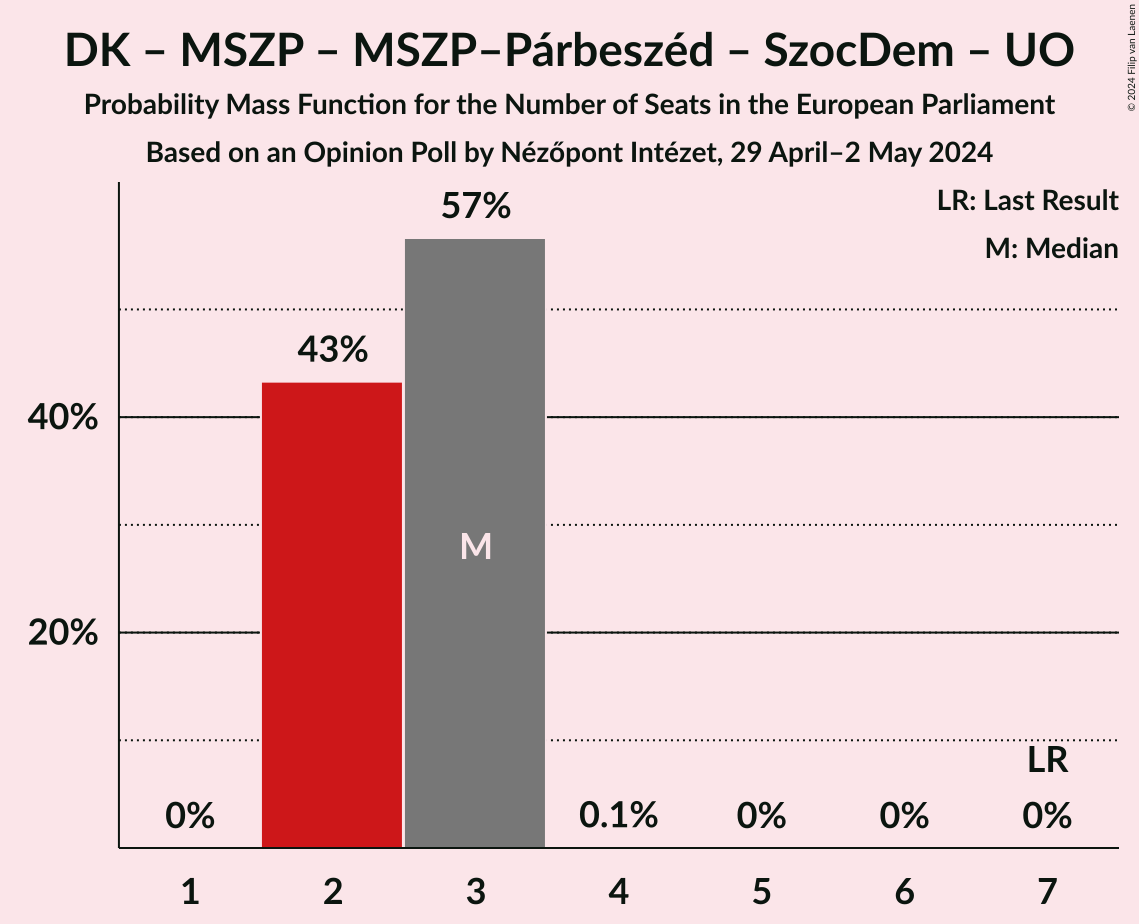 DK – MSZP – MSZP–Párbeszéd – SzocDem – UO
Probability Mass Function for the Number of Seats in the European Parliament
Based on an Opinion Poll by Nézőpont Intézet, 29 April–2 May 2024
© 2024 Filip van Laenen
LR: Last Result
M: Median
57%
43%
40%
M
20%
LR
0%
0.1%
0%
0%
0%
1
2
3
4
5
6
7